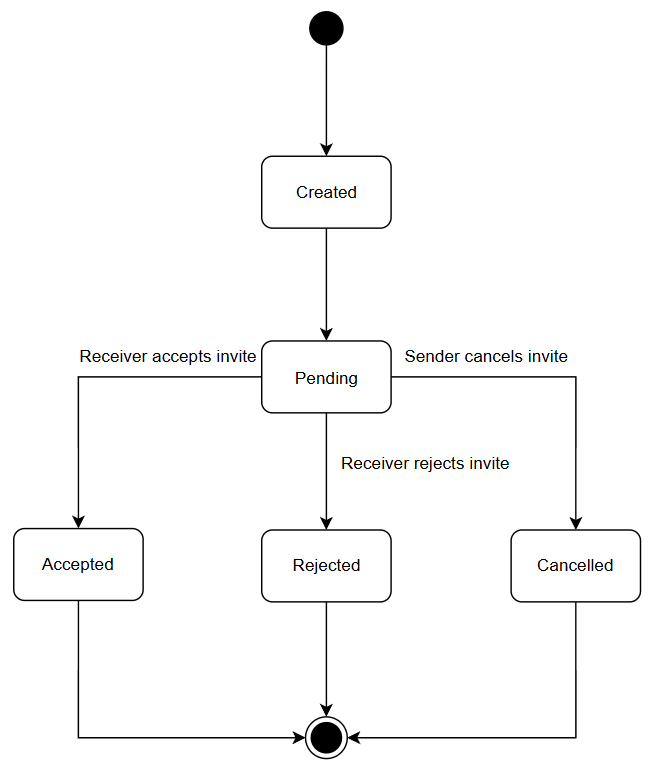 Created
Receiver accepts invite
Sender cancels invite
Pending
Receiver rejects invite
Accepted
Rejected
Cancelled